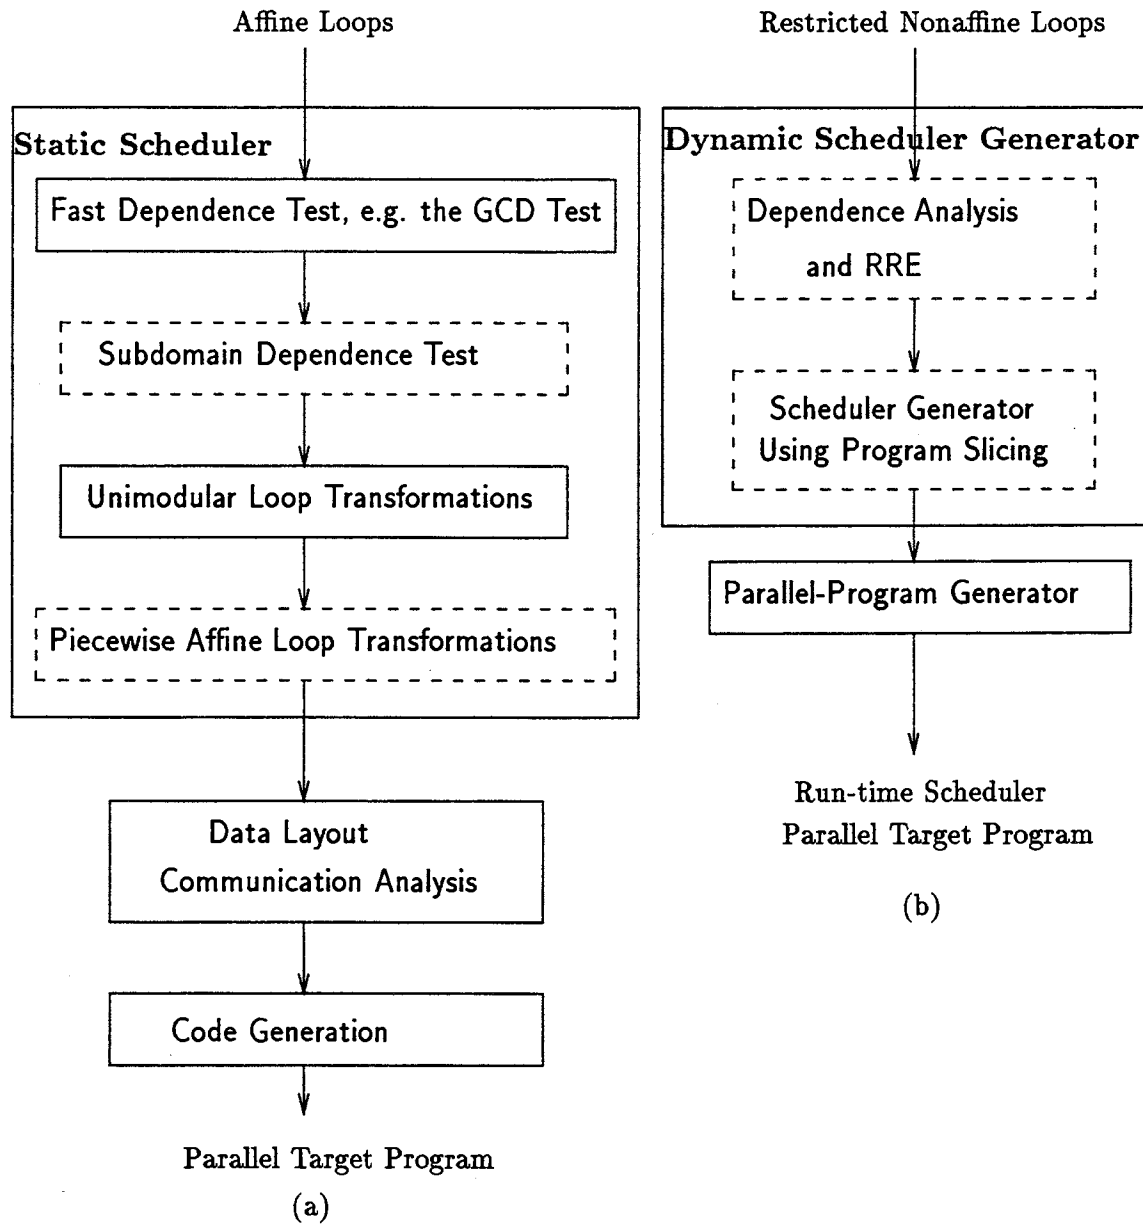 Affine Loops
Static Scheduler
Fast Dependence Test, e.g. the GCD Test
Subdomain Dependence Test
Unimodular Loop Transformations
Piecewise Affine Loop Transformations
Data Layout
Communication Analysis
Code Generation
Parallel Target Program
(a)
Restricted Nonaffine Loops
Dynamic Scheduler Generator
Dependence Analysis
and RRE
Scheduler Generator
Using Program Slicing
Parallel-Program Generator
Run-time Scheduler
Parallel Target Program
(b)